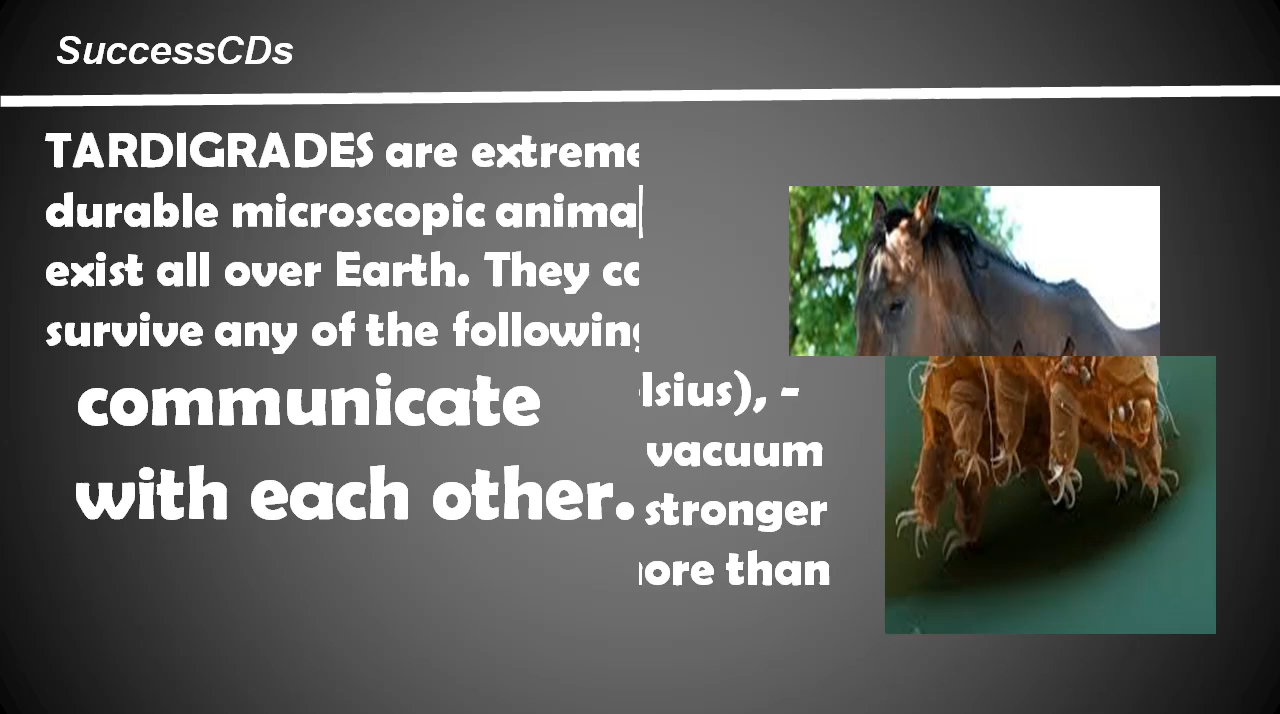 SuccessCDs
TARDIGRADES are extreme
durable microscopic anima
exist all over Earth. They co
survive any of the following
communicate
with each other.
lsius), -
vacuum
stronger
ore than